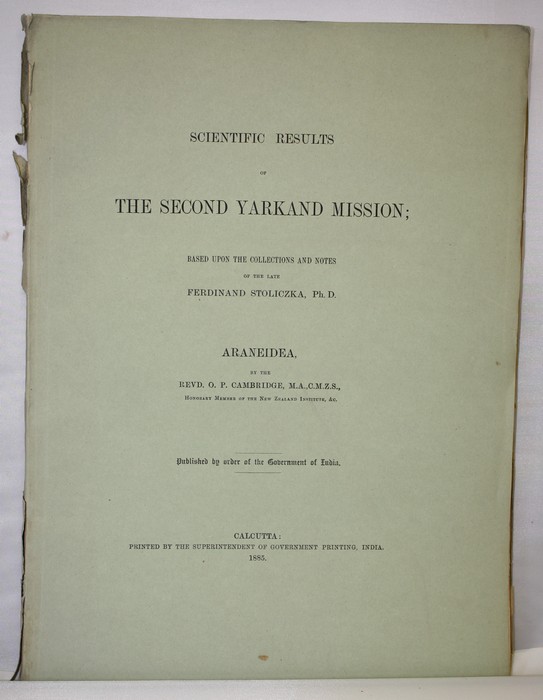 SCIENTIFIC RESULTS
OF
THE SECOND YARKAND MISSION;
BASED UPON THE COLLECTIONS AND NOTES
OF THE LATE
FERDINAND STOLICZKA, Ph. D.
ARANEIDEA,
BY THE
REVD. O. P. CAMBRIDGE, M.A., C.M.Z.S.,
HONORARY MEMBER OF THE NEW ZEALAND INSTITUTE, &c.
Published by order of the Government of India.
CALCUTTA:
PRINTED BY THE SUPERINTENDENT OF GOVERNMENT PRINTING, INDIA.
1885.